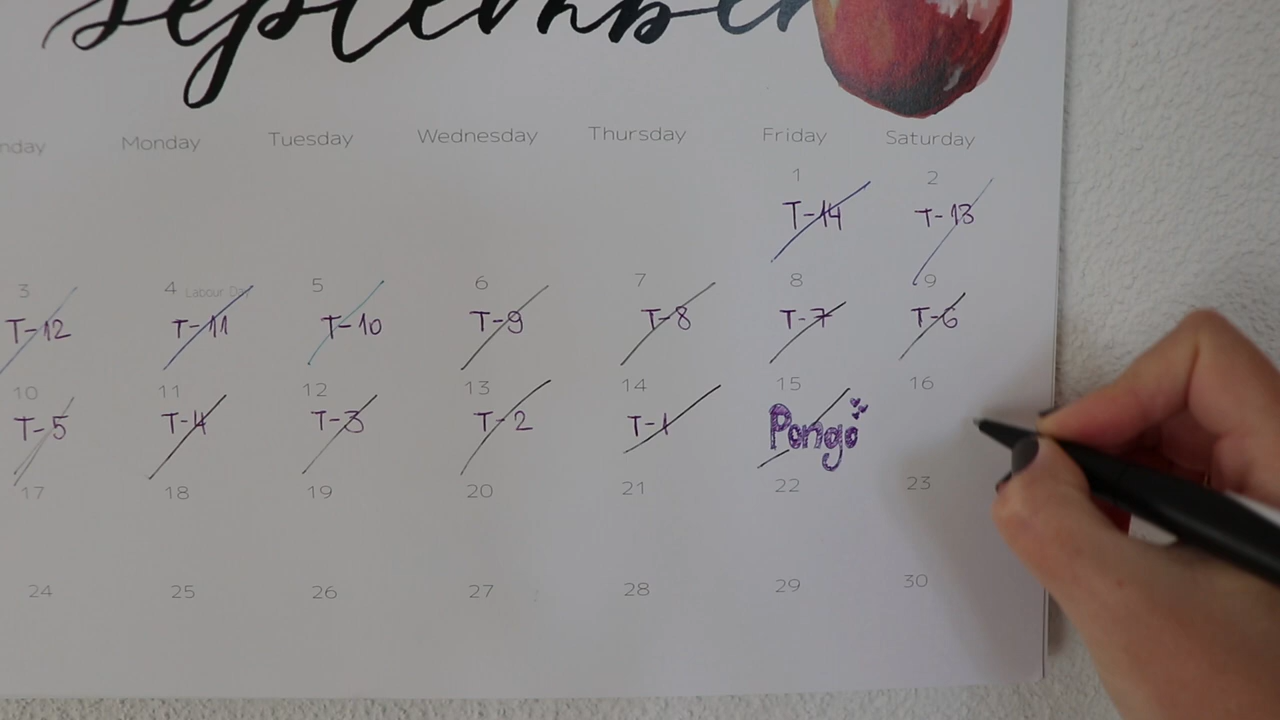 september
Monday Tuesday Wednesday Thursday Friday Saturday
1 2
T-14 T-13
3 4 Labour Day 5 6 7 8 9
T-12 T-11 T-10 T-9 T-8 T-7 T-6
10 11 12 13 14 15 16
T-5 T-4 T-3 T-2 T-1 Pongo
17 18 19 20 21 22 23
24 25 26 27 28 29 30